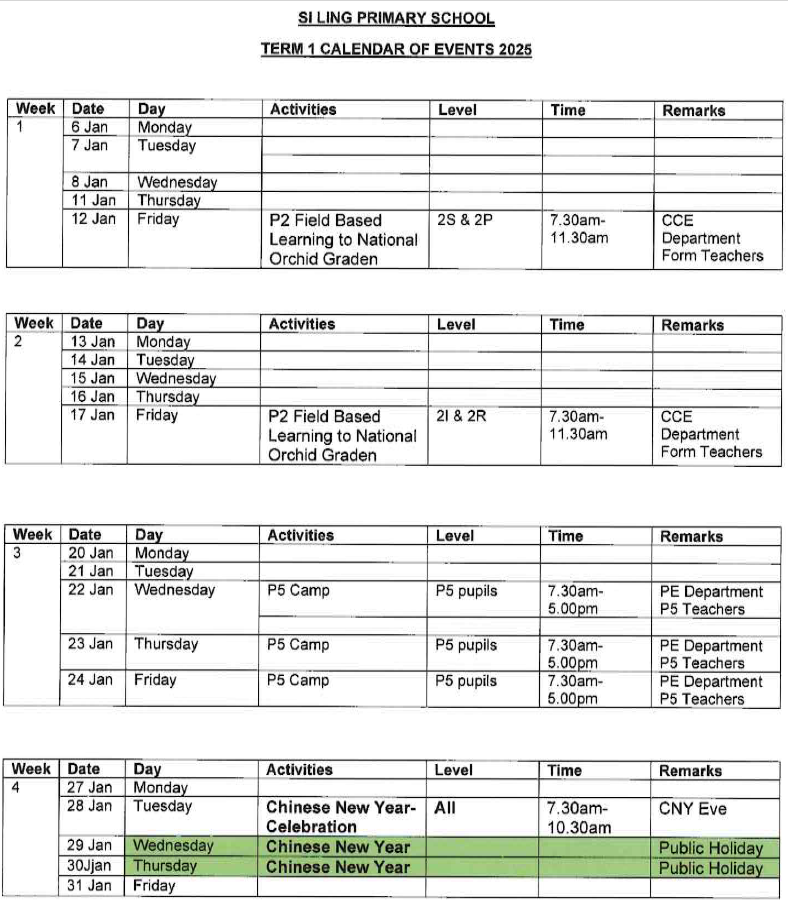 SI LING PRIMARY SCHOOL
TERM 1 CALENDAR OF EVENTS 2025
Week Date Day Activities Level Time Remarks
1 6 Jan Monday
7 Jan Tuesday
8 Jan Wednesday
11 Jan Thursday
12 Jan Friday P2 Field Based 2S & 2P 7.30am- CCE
Learning to National 11.30am Department
Orchid Graden Form Teachers
Week Date Day Activities Level Time Remarks
2 13 Jan Monday
14 Jan Tuesday
15 Jan Wednesday
16 Jan Thursday
17 Jan Friday P2 Field Based 2I & 2R 7.30am- CCE
Learning to National 11.30am Department
Orchid Graden Form Teachers
Week Date Day Activities Level Time Remarks
3 20 Jan Monday
21 Jan Tuesday
22 Jan Wednesday P5 Camp P5 pupils 7.30am- PE Department
5.00pm P5 Teachers
23 Jan Thursday P5 Camp P5 pupils 7.30am- PE Department
5.00pm P5 Teachers
24 Jan Friday P5 Camp P5 pupils 7.30am- PE Department
5.00pm P5 Teachers
Week Date Day Activities Level Time Remarks
4 27 Jan Monday
28 Jan Tuesday Chinese New Year- All 7.30am- CNY Eve
Celebration 10.30am
29 Jan Wednesday Chinese New Year Public Holiday
30Jjan Thursday Chinese New Year Public Holiday
31 Jan Friday